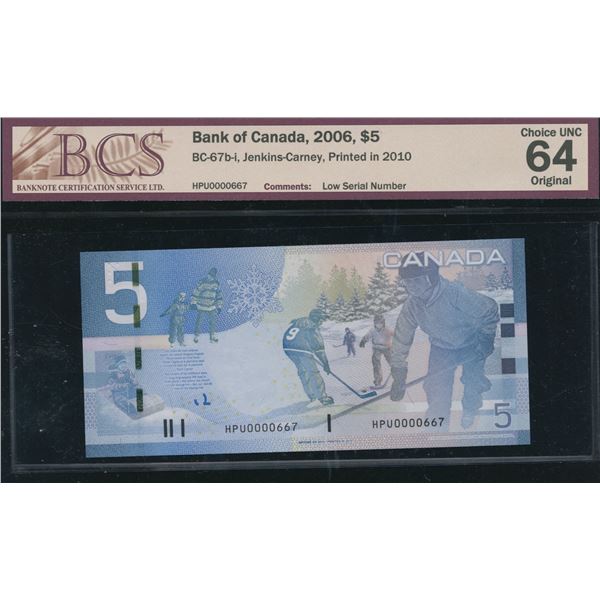 BCS
BANKNOTE CERTIFICATION SERVICE LTD.
Bank of Canada, 2006, $5
BC-67b-i, Jenkins-Carney, Printed in 2010
HPU0000667 Comments: Low Serial Number
Choice UNC
64
Original
5
CANADA
9
HPU0000667
HPU0000667
5